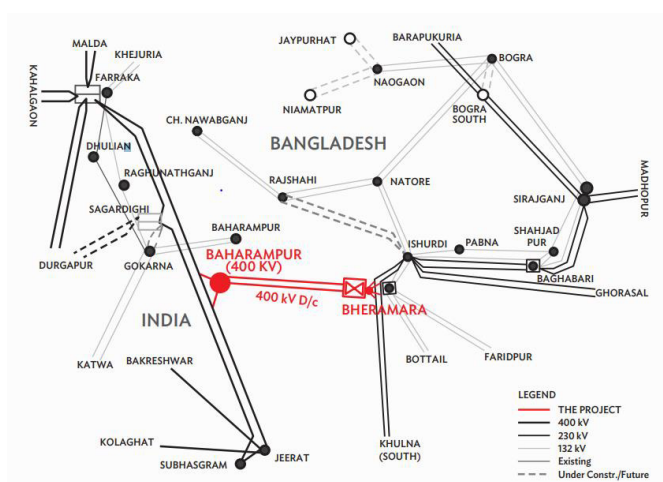 MALDA
KHEJURIA
FARRAKA
KAHALGAON
JAYPURHAT
BARAPUKURIA
BOGRA
NAOGAON
NIAMATPUR
BOGRA
SOUTH
CH. NAWABGANJ
BANGLADESH
DHULIAN
RAGHUNATHGANJ
RAJSHAHI
NATORE
SIRAJGANJ
MADHOPUR
SAGARDIGHI
BAHARAMPUR
SHAHJAD
PUR
ISHURDI
PABNA
DURGAPUR
GOKARNA
BAHARAMPUR
(400 KV)
BAGHABARI
GHORASAL
400 kV D/c
BHERAMARA
INDIA
KATWA
BAKRESHWAR
BOTTAIL
FARIDPUR
KOLAGHAT
SUBHASGRAM
JEERAT
KHULNA
(SOUTH)
LEGEND
THE PROJECT
400 kV
230 kV
132 kV
Existing
Under Constr./Future